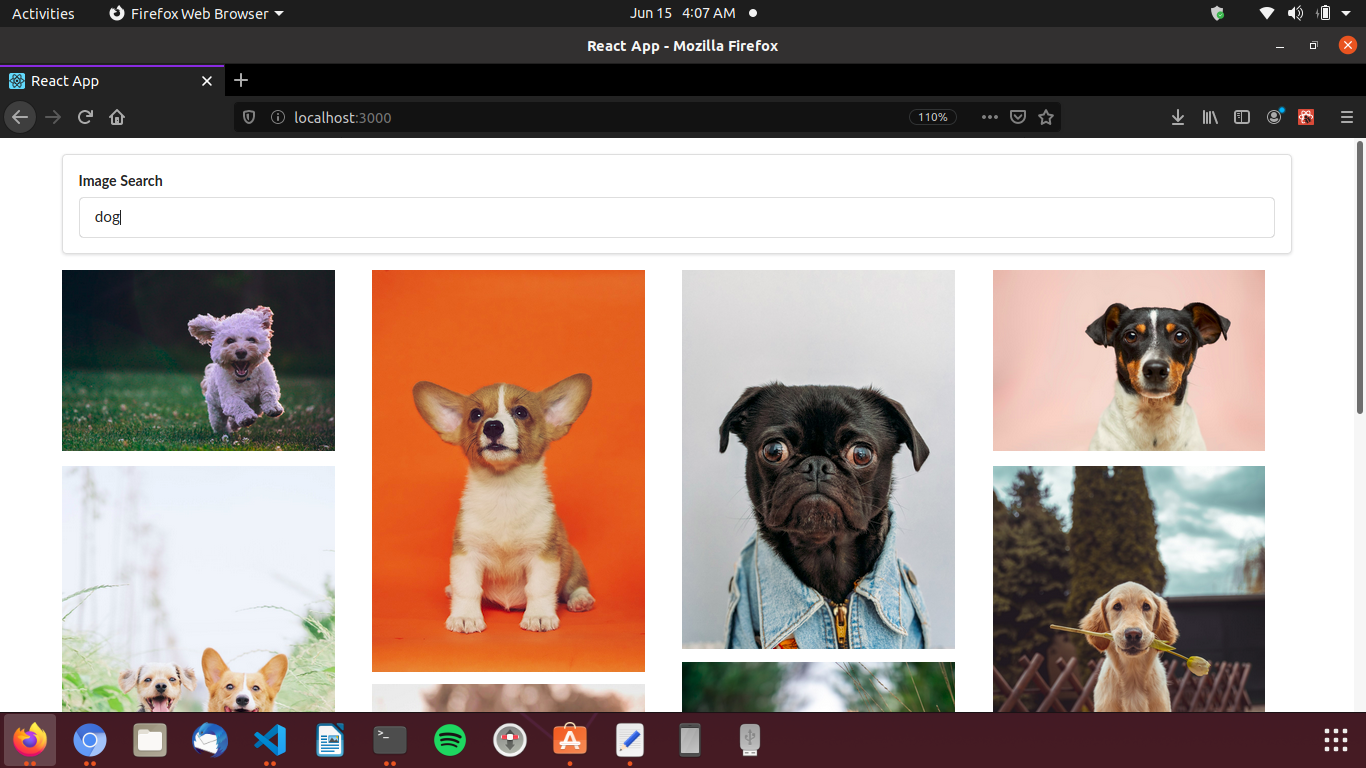 Activities
Firefox Web Browser
Jun 15 4:07 AM
React App - Mozilla Firefox
React App
localhost:3000
110%
Image Search
dog
>_